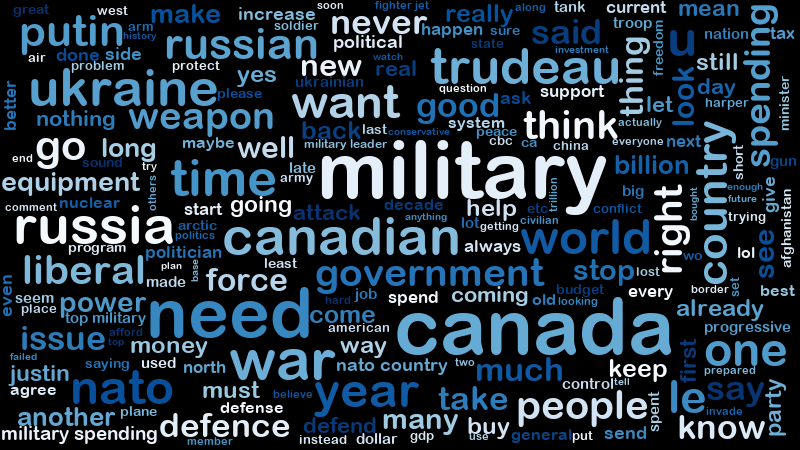 great west arm history make increase soldier soon fighter jet along tank current mean
putin russian never really happen sure said u troop nation tax
air done side political state investment thing freedom spending
problem protect new real watch trudeau look still
better ukraine yes ukrainian want good question support let day harper minister
nothing weapon please back last conservative ask system peace think actually everyone next
go long maybe well military leader cbc ca china billion country short gun
end sound try late army military big right enough future
equipment others time decade anything help etc conflict trillion bought give
comment nuclear start going attack lot getting civilian trying afghanistan
russia arctic politics canadian always world wo see lol
program politician plan least government stop lost border
liberal made base force hard budget every set best
even seem place power job spend coming old looking already
top military need come american canada progressive
issue afford top money war way nato country two much keep first one prepared
failed saying used north control tell
justin nato must believe year take people le say invade party
agree another plane defense defend many buy spent know
military spending defence member instead dollar gdp use general put send